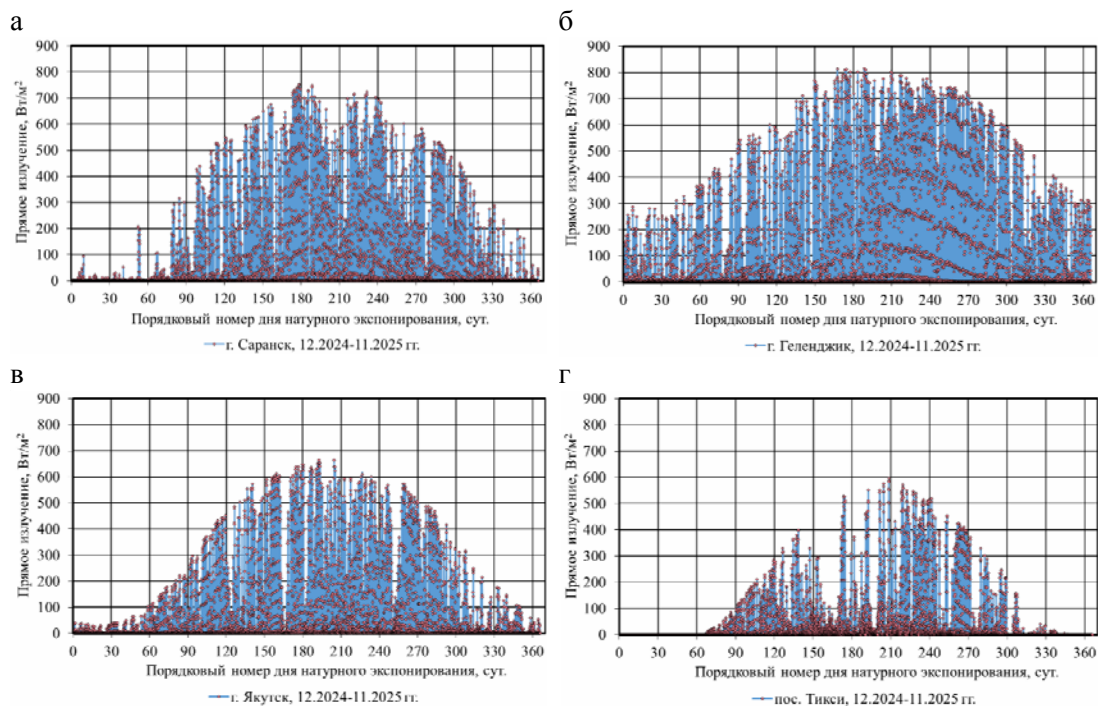 а
900
800
700
600
500
400
300
200
100
0
Прямое излучение, Вт/м²
0 30 60 90 120 150 180 210 240 270 300 330 360
Порядковый номер дня натурного экспонирования, сут.
г. Саранск, 12.2024-11.2025 гг.
б
900
800
700
600
500
400
300
200
100
0
Прямое излучение, Вт/м²
0 30 60 90 120 150 180 210 240 270 300 330 360
Порядковый номер дня натурного экспонирования, сут.
г. Геленджик, 12.2024-11.2025 гг.
в
900
800
700
600
500
400
300
200
100
0
Прямое излучение, Вт/м²
0 30 60 90 120 150 180 210 240 270 300 330 360
Порядковый номер дня натурного экспонирования, сут.
г. Якутск, 12.2024-11.2025 гг.
г
900
800
700
600
500
400
300
200
100
0
Прямое излучение, Вт/м²
0 30 60 90 120 150 180 210 240 270 300 330 360
Порядковый номер дня натурного экспонирования, сут.
пос. Тикси, 12.2024-11.2025 гг.